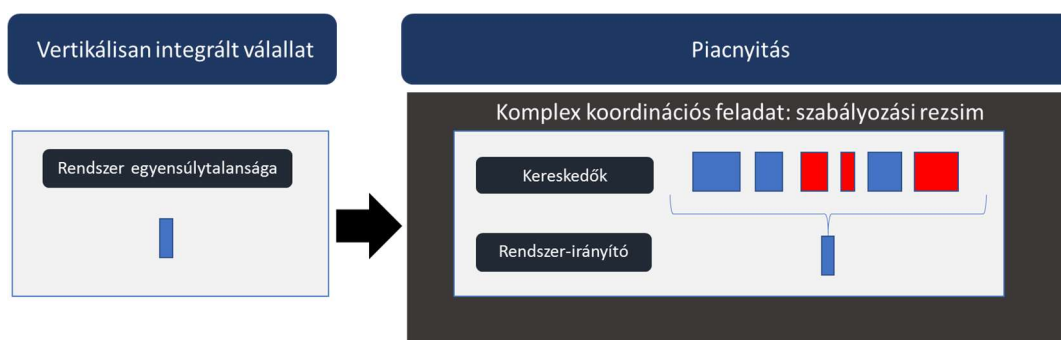 Vertikálisan integrált válallat
Piacnyitás
Komplex koordinációs feladat: szabályozási rezsim
Rendszer egyensúlytalansága
Kereskedők
Rendszer-irányító